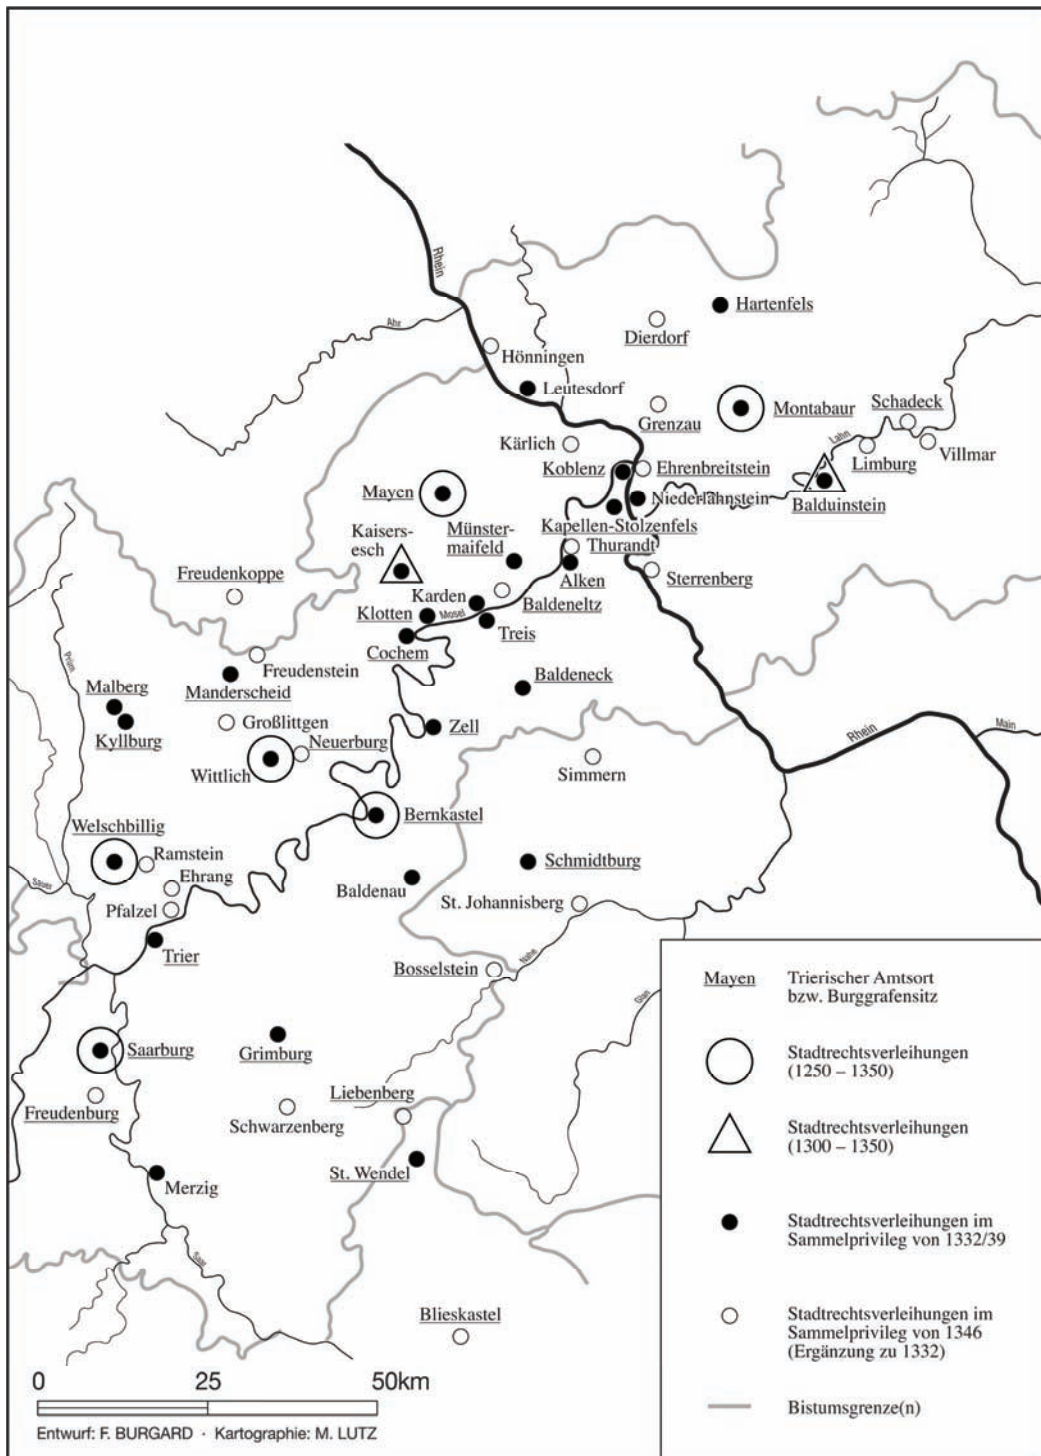 Rhein
Ahr
Hartenfels
Dierdorf
Hönningen
Leutesdorf
Grenzau
Montabaur
Schadeck
Lahn
Kärlich
Limburg
Villmar
Koblenz
Ehrenbreitstein
Mayen
Niederlahnstein
Balduinstein
Kapellen-Stolzenfels
Münster-
maifeld
Kaisers-
esch
Thurandt
Alken
Sterrenberg
Freudenkoppe
Karden
Baldeneltz
Klotten
Mosel
Treis
Cochem
Prüm
Freudenstein
Manderscheid
Baldeneck
Malberg
Kyllburg
Großlittgen
Zell
Neuerburg
Wittlich
Simmern
Rhein
Main
Bernkastel
Welschbillig
Ramstein
Schmidtburg
Ehrang
Baldenau
Sauer
Pfalzel
St. Johannisberg
Trier
Bosselstein
Nahe
Glan
Saarburg
Grimburg
Freudenburg
Liebenberg
Schwarzenberg
St. Wendel
Merzig
Saar
Blieskastel
Mayen
Trierischer Amtsort
bzw. Burggrafensitz
Stadtrechtsverleihungen
(1250 – 1350)
Stadtrechtsverleihungen
(1300 – 1350)
Stadtrechtsverleihungen im
Sammelprivileg von 1332/39
Stadtrechtsverleihungen im
Sammelprivileg von 1346
(Ergänzung zu 1332)
Bistumsgrenze(n)
0 25 50km
Entwurf: F. BURGARD · Kartographie: M. LUTZ